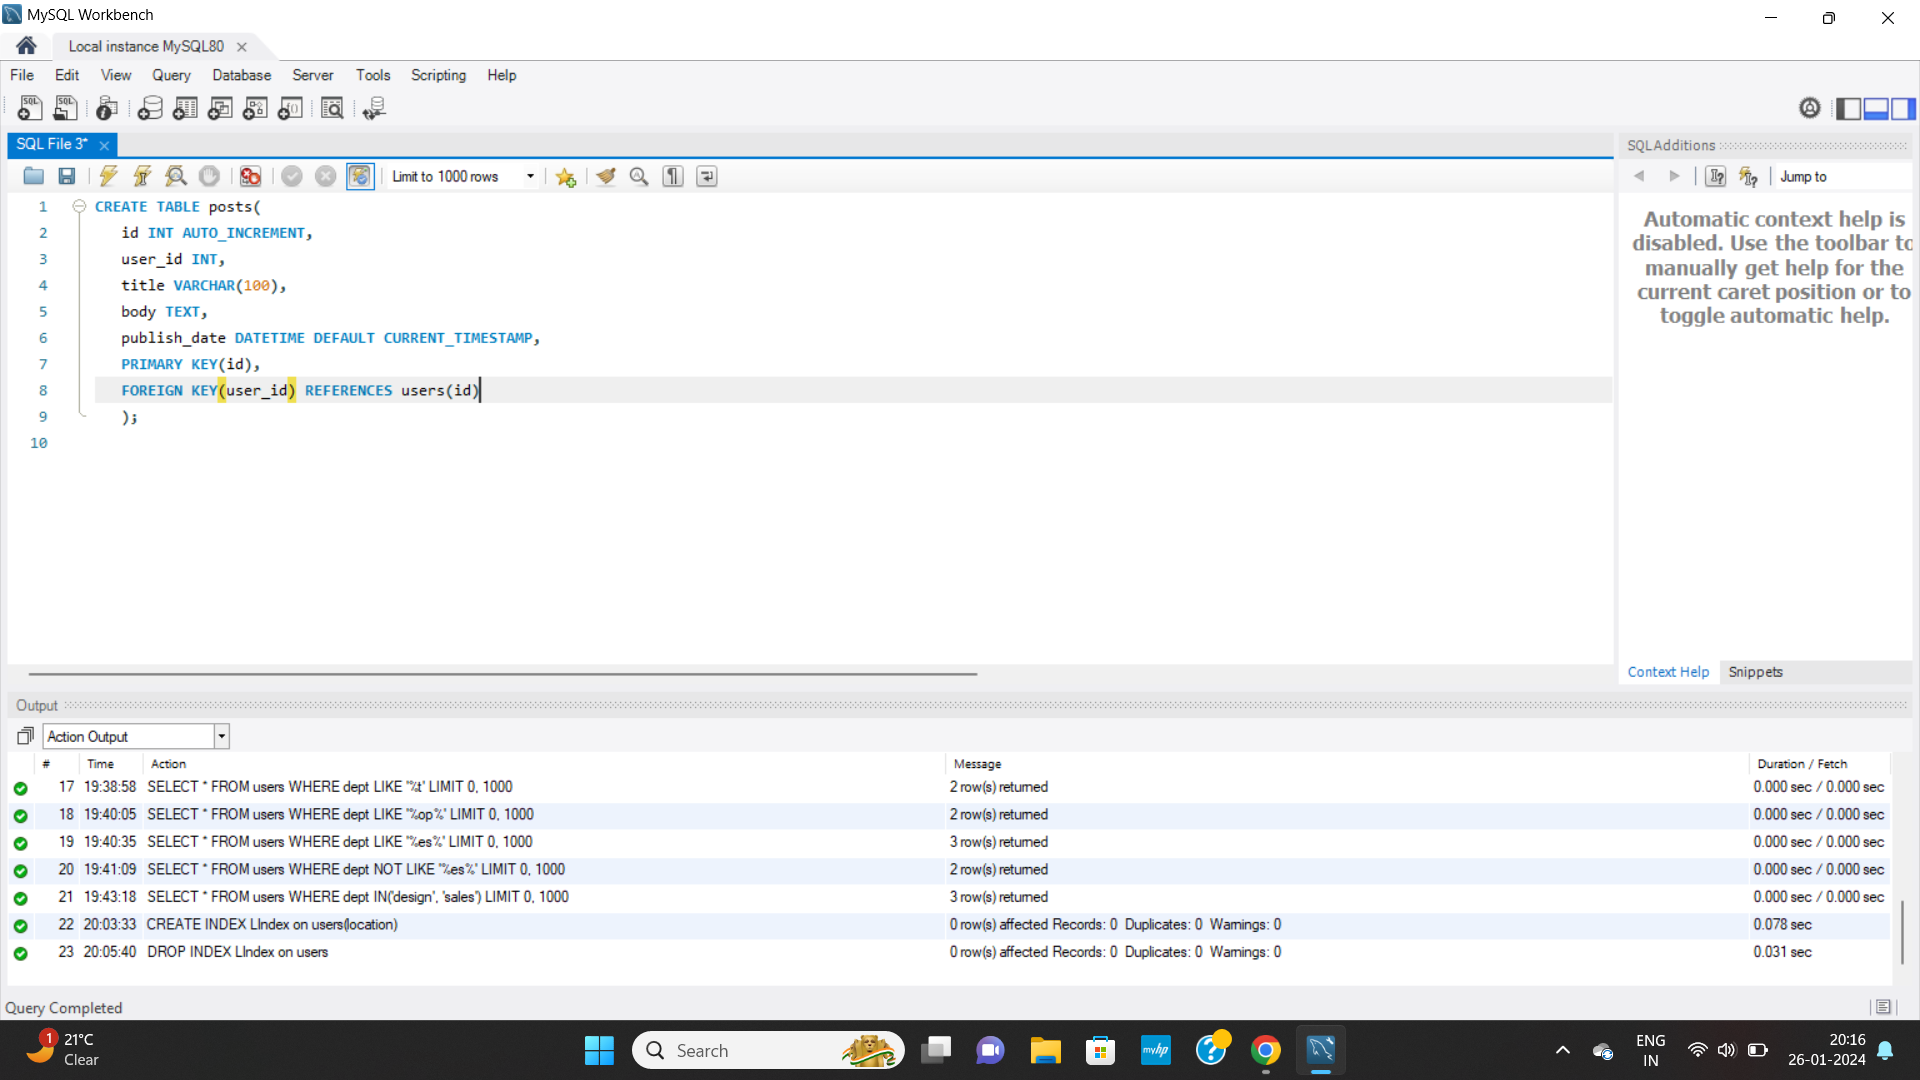 MySQL Workbench
Local instance MySQL80
File Edit View Query Database Server Tools Scripting Help
SQL File 3*
SQLAdditions
Limit to 1000 rows
Jump to
1 CREATE TABLE posts(
2 id INT AUTO_INCREMENT,
3 user_id INT,
4 title VARCHAR(100),
5 body TEXT,
6 publish_date DATETIME DEFAULT CURRENT_TIMESTAMP,
7 PRIMARY KEY(id),
8 FOREIGN KEY(user_id) REFERENCES users(id)
9 );
10
Automatic context help is
disabled. Use the toolbar to
manually get help for the
current caret position or to
toggle automatic help.
Context Help Snippets
Output
Action Output
# Time Action Message Duration / Fetch
17 19:38:58 SELECT * FROM users WHERE dept LIKE '%t' LIMIT 0, 1000 2 row(s) returned 0.000 sec / 0.000 sec
18 19:40:05 SELECT * FROM users WHERE dept LIKE '%op%' LIMIT 0, 1000 2 row(s) returned 0.000 sec / 0.000 sec
19 19:40:35 SELECT * FROM users WHERE dept LIKE '%es%' LIMIT 0, 1000 3 row(s) returned 0.000 sec / 0.000 sec
20 19:41:09 SELECT * FROM users WHERE dept NOT LIKE '%es%' LIMIT 0, 1000 2 row(s) returned 0.000 sec / 0.000 sec
21 19:43:18 SELECT * FROM users WHERE dept IN('design', 'sales') LIMIT 0, 1000 3 row(s) returned 0.000 sec / 0.000 sec
22 20:03:33 CREATE INDEX LIndex on users(location) 0 row(s) affected Records: 0 Duplicates: 0 Warnings: 0 0.078 sec
23 20:05:40 DROP INDEX LIndex on users 0 row(s) affected Records: 0 Duplicates: 0 Warnings: 0 0.031 sec
Query Completed
1
21°C
Clear
Search
myhp
ENG
IN
20:16
26-01-2024